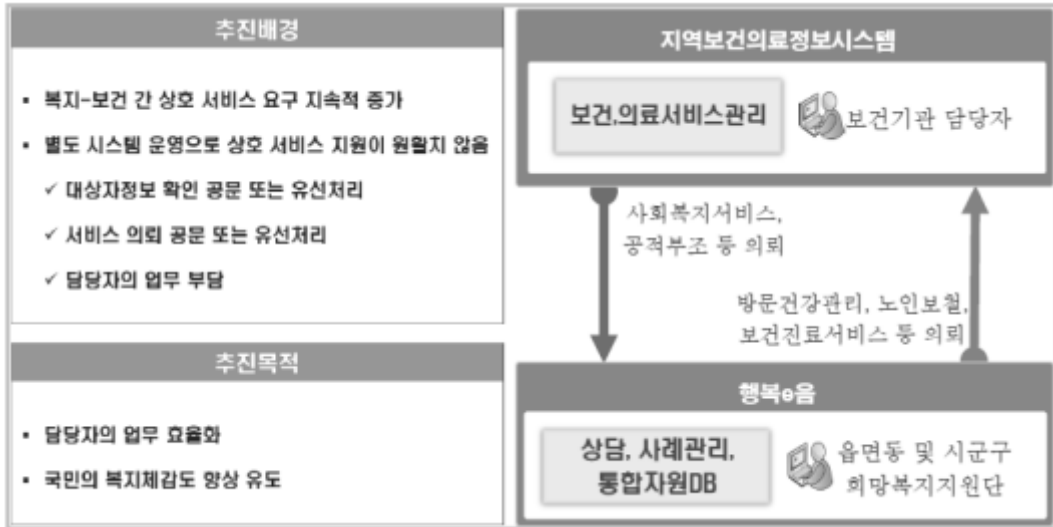 추진배경
▪ 복지-보건 간 상호 서비스 요구 지속적 증가
▪ 별도 시스템 운영으로 상호 서비스 지원이 원활치 않음
✓ 대상자정보 확인 공문 또는 유선처리
✓ 서비스 의뢰 공문 또는 유선처리
✓ 담당자의 업무 부담
추진목적
▪ 담당자의 업무 효율화
▪ 국민의 복지체감도 향상 유도
지역보건의료정보시스템
보건,의료서비스관리
보건기관 담당자
사회복지서비스,
공적부조 등 의뢰
방문건강관리, 노인보철,
보건진료서비스 등 의뢰
행복e음
상담, 사례관리,
통합자원DB
읍면동 및 시군구
희망복지지원단